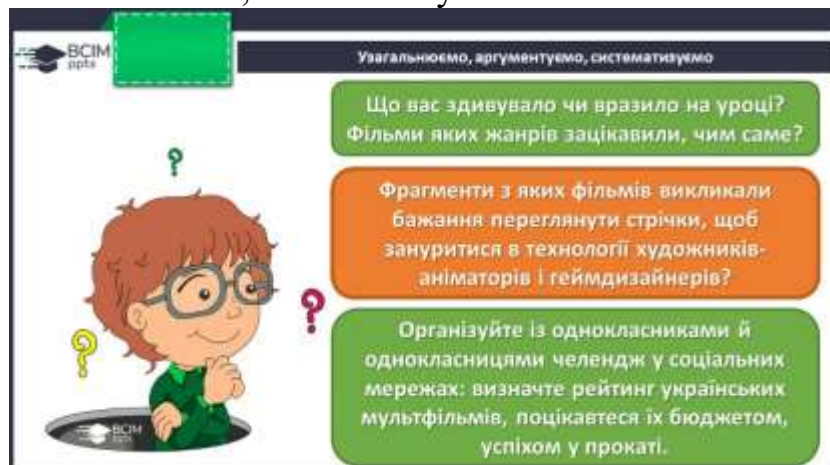 ВСІМ
pptx
Узагальнюємо, аргументуємо, систематизуємо
Що вас здивувало чи вразило на уроці?
Фільми яких жанрів зацікавили, чим саме?
?
Фрагменти з яких фільмів викликали
бажання переглянути стрічки, щоб
зануритися в технології художників-
аніматорів і геймдизайнерів?
?
?
Організуйте із однокласниками й
однокласницями челендж у соціальних
мережах: визначте рейтинг українських
мультфільмів, поцікавтеся їх бюджетом,
успіхом у прокаті.
ВСІМ
pptx